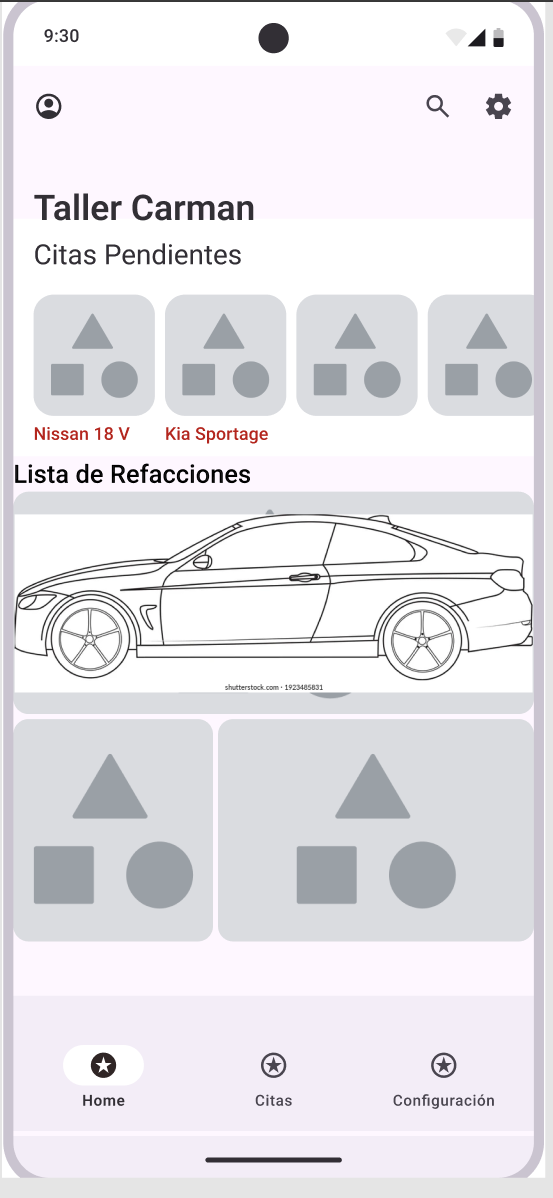 9:30
Taller Carman
Citas Pendientes
Nissan 18 V
Kia Sportage
Lista de Refacciones
shutterstock.com · 1923485831
Home
Citas
Configuración